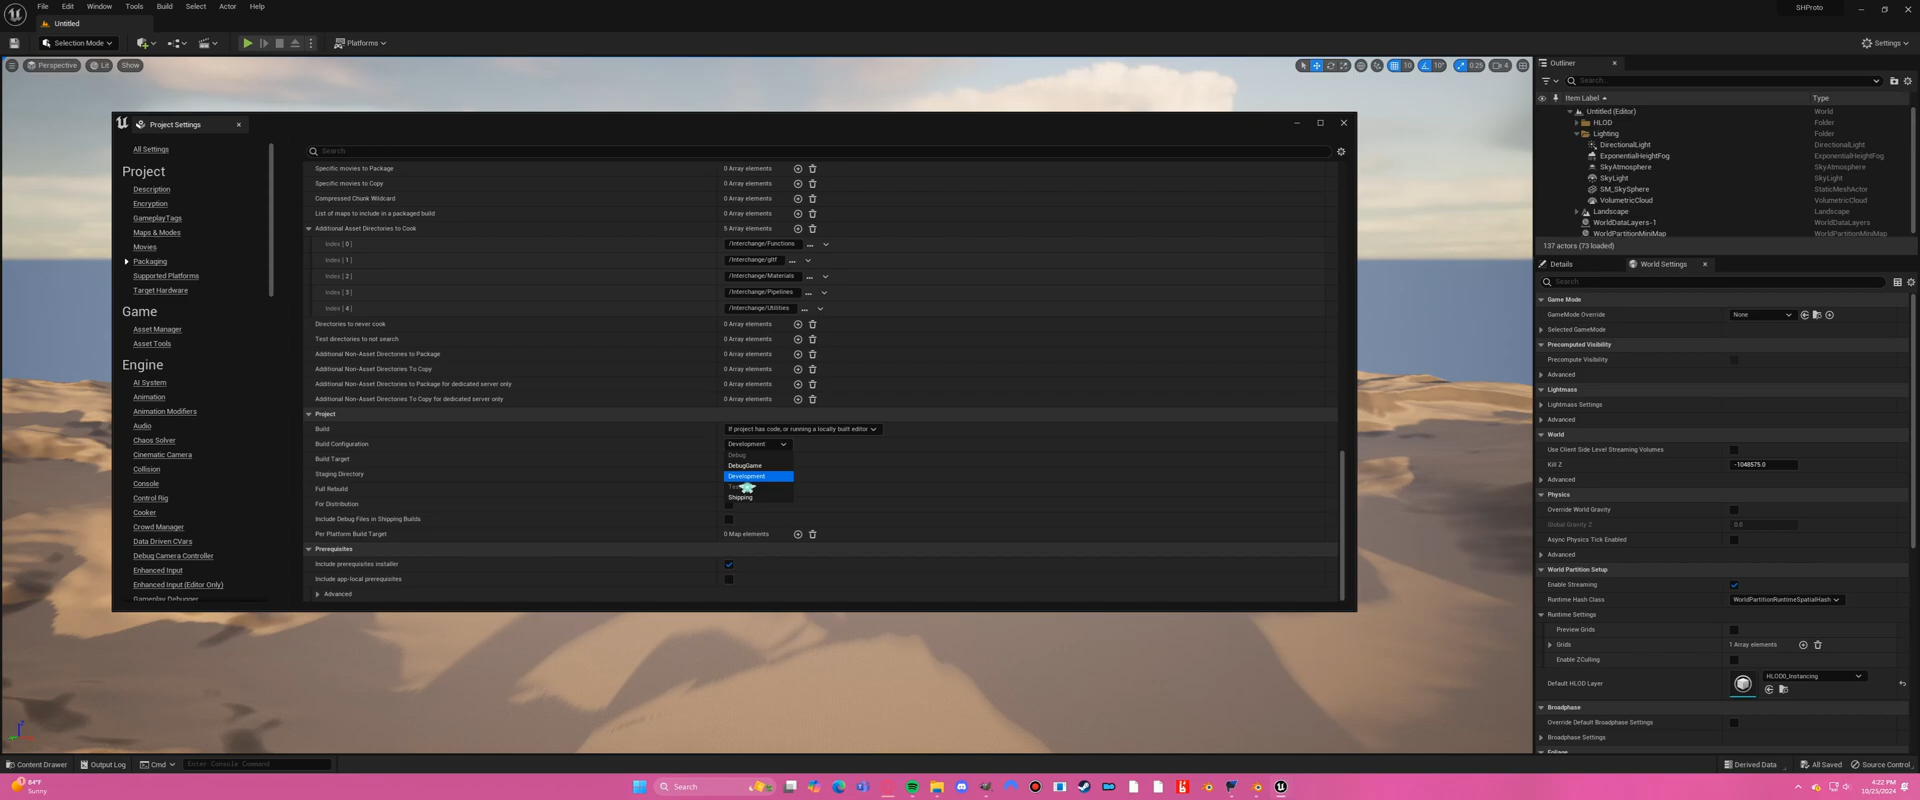 File Edit Window Tools Build Select Actor Help
SHProto
Untitled
Selection Mode
Platforms
Settings
Perspective Lit Show
10 10° 0.25 4
Project Settings
All Settings
Project
Description
Encryption
GameplayTags
Maps & Modes
Movies
Packaging
Supported Platforms
Target Hardware
Game
Asset Manager
Asset Tools
Engine
AI System
Animation
Animation Modifiers
Audio
Chaos Solver
Cinematic Camera
Collision
Console
Control Rig
Cooker
Crowd Manager
Data Driven CVars
Debug Camera Controller
Enhanced Input
Enhanced Input (Editor Only)
Gameplay Debugger
Search
Specific movies to Package 0 Array elements
Specific movies to Copy 0 Array elements
Compressed Chunk Wildcard 0 Array elements
List of maps to include in a packaged build 0 Array elements
Additional Asset Directories to Cook 5 Array elements
Index [ 0 ] /Interchange/Functions
Index [ 1 ] /Interchange/gltf
Index [ 2 ] /Interchange/Materials
Index [ 3 ] /Interchange/Pipelines
Index [ 4 ] /Interchange/Utilities
Directories to never cook 0 Array elements
Test directories to not search 0 Array elements
Additional Non-Asset Directories to Package 0 Array elements
Additional Non-Asset Directories To Copy 0 Array elements
Additional Non-Asset Directories to Package for dedicated server only 0 Array elements
Additional Non-Asset Directories To Copy for dedicated server only 0 Array elements
Project
Build If project has code, or running a locally built editor
Build Configuration Development
Debug
Build Target
DebugGame
Staging Directory
Development
Full Rebuild
Shipping
For Distribution
Include Debug Files in Shipping Builds
Per Platform Build Target 0 Map elements
Prerequisites
Include prerequisites installer
Include app-local prerequisites
Advanced
Outliner
Search...
Item Label Type
Untitled (Editor) World
HLOD Folder
Lighting Folder
DirectionalLight DirectionalLight
ExponentialHeightFog ExponentialHeightFog
SkyAtmosphere SkyAtmosphere
SkyLight SkyLight
SM_SkySphere StaticMeshActor
VolumetricCloud VolumetricCloud
Landscape Landscape
WorldDataLayers-1 WorldDataLayers
WorldPartitionMiniMap WorldPartitionMiniMap
137 actors (73 loaded)
Details World Settings
Search
Game Mode
GameMode Override None
Selected GameMode
Precomputed Visibility
Precompute Visibility
Advanced
Lightmass
Lightmass Settings
Advanced
World
Use Client Side Level Streaming Volumes
Kill Z -1048575.0
Advanced
Physics
Override World Gravity
Global Gravity Z 0.0
Async Physics Tick Enabled
Advanced
World Partition Setup
Enable Streaming
Runtime Hash Class WorldPartitionRuntimeSpatialHash
Runtime Settings
Preview Grids
Grids 1 Array elements
Enable ZCulling
Default HLOD Layer HLOD0_Instancing
Broadphase
Override Default Broadphase Settings
Broadphase Settings
Foliage
Content Drawer Output Log Cmd Enter Console Command
Derived Data All Saved Source Control
84°F
Sunny
Search
4:22 PM
10/25/2024